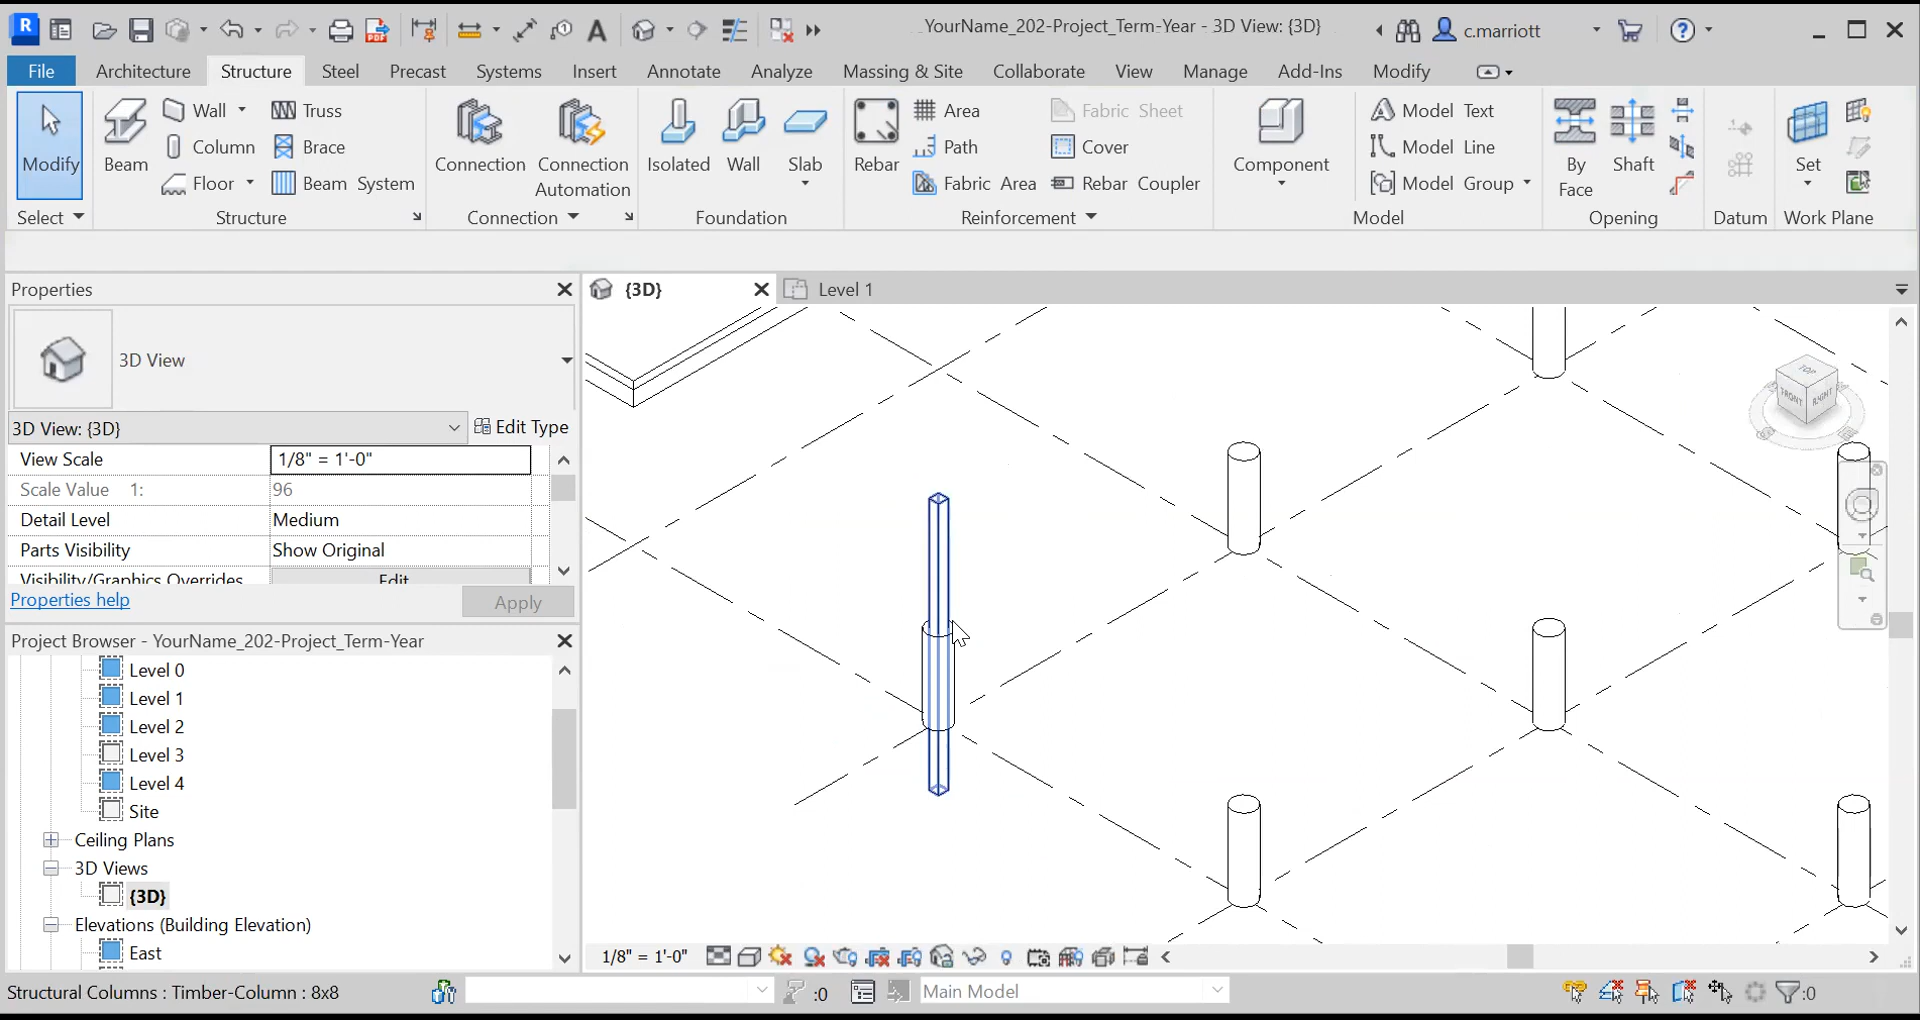 R
YourName_202-Project_Term-Year - 3D View: {3D}
c.marriott
File Architecture Structure Steel Precast Systems Insert Annotate Analyze Massing & Site Collaborate View Manage Add-Ins Modify
Modify
Select
Beam
Wall
Column
Floor
Truss
Brace
Beam System
Structure
Connection
Connection Automation
Connection
Isolated
Wall
Slab
Foundation
Rebar
Area
Path
Fabric Area
Fabric Sheet
Cover
Rebar Coupler
Reinforcement
Component
Model Text
Model Line
Model Group
Model
By Face
Shaft
Opening
Datum
Set
Work Plane
Properties
3D View
3D View: {3D}
Edit Type
View Scale 1/8" = 1'-0"
Scale Value 1: 96
Detail Level Medium
Parts Visibility Show Original
Visibility/Graphics Overrides Edit
Properties help
Apply
Project Browser - YourName_202-Project_Term-Year
Level 0
Level 1
Level 2
Level 3
Level 4
Site
Ceiling Plans
3D Views
{3D}
Elevations (Building Elevation)
East
{3D}
Level 1
TOP
FRONT
RIGHT
1/8" = 1'-0"
Structural Columns : Timber-Column : 8x8
:0
Main Model
:0